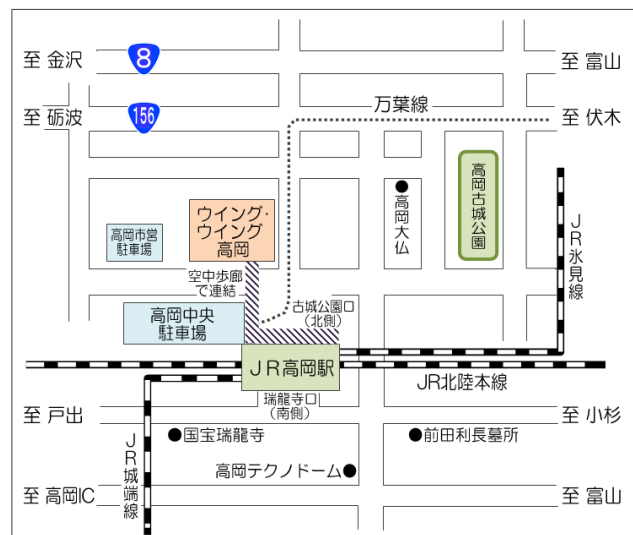 至 金沢
8
至 富山
至 砺波
156
万葉線
至 伏木
高岡古城公園
高岡大仏
ウイング・
ウイング
高岡
高岡市営
駐車場
JR氷見線
空中歩廊
で連結
古城公園口
(北側)
高岡中央
駐車場
JR高岡駅
JR北陸本線
瑞龍寺口
(南側)
至 戸出
至 小杉
JR城端線
国宝瑞龍寺
前田利長墓所
高岡テクノドーム
至 高岡IC
至 富山